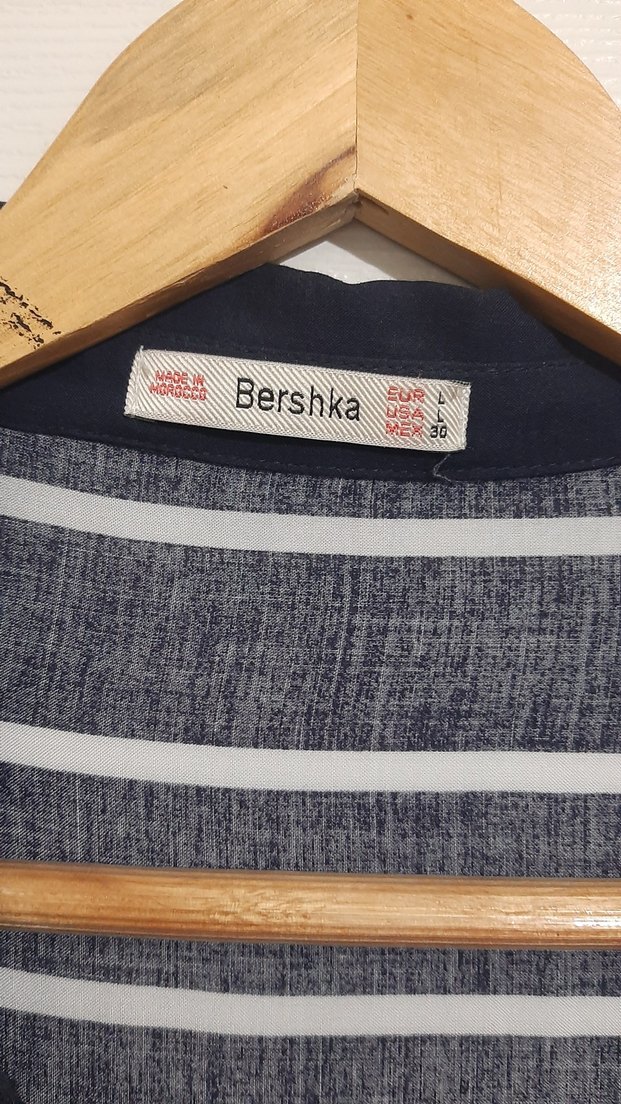 MADE IN
MOROCCO
Bershka
EUR L
USA L
MEX 30